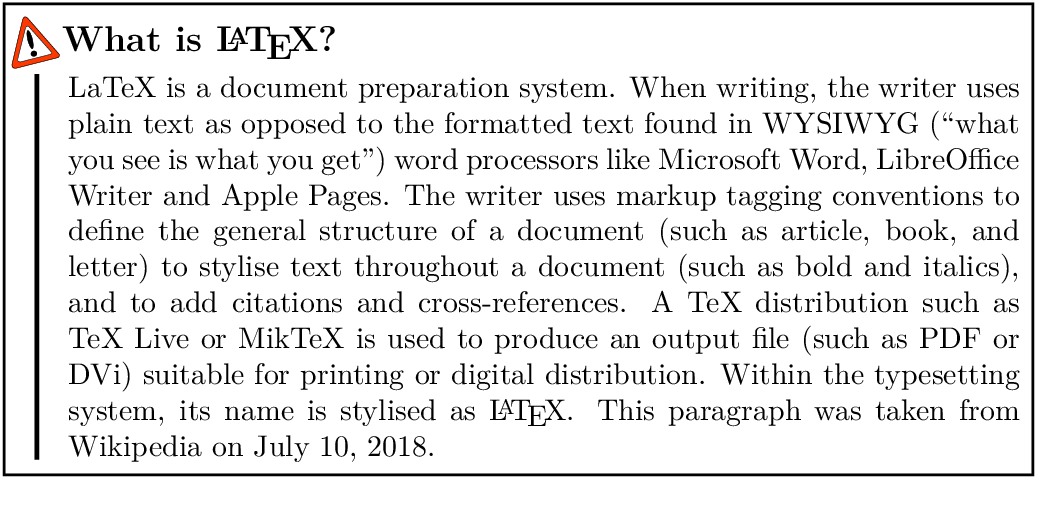 What is LATEX?
LaTeX is a document preparation system. When writing, the writer uses
plain text as opposed to the formatted text found in WYSIWYG (“what
you see is what you get”) word processors like Microsoft Word, LibreOffice
Writer and Apple Pages. The writer uses markup tagging conventions to
define the general structure of a document (such as article, book, and
letter) to stylise text throughout a document (such as bold and italics),
and to add citations and cross-references. A TeX distribution such as
TeX Live or MikTeX is used to produce an output file (such as PDF or
DVi) suitable for printing or digital distribution. Within the typesetting
system, its name is stylised as LATEX. This paragraph was taken from
Wikipedia on July 10, 2018.